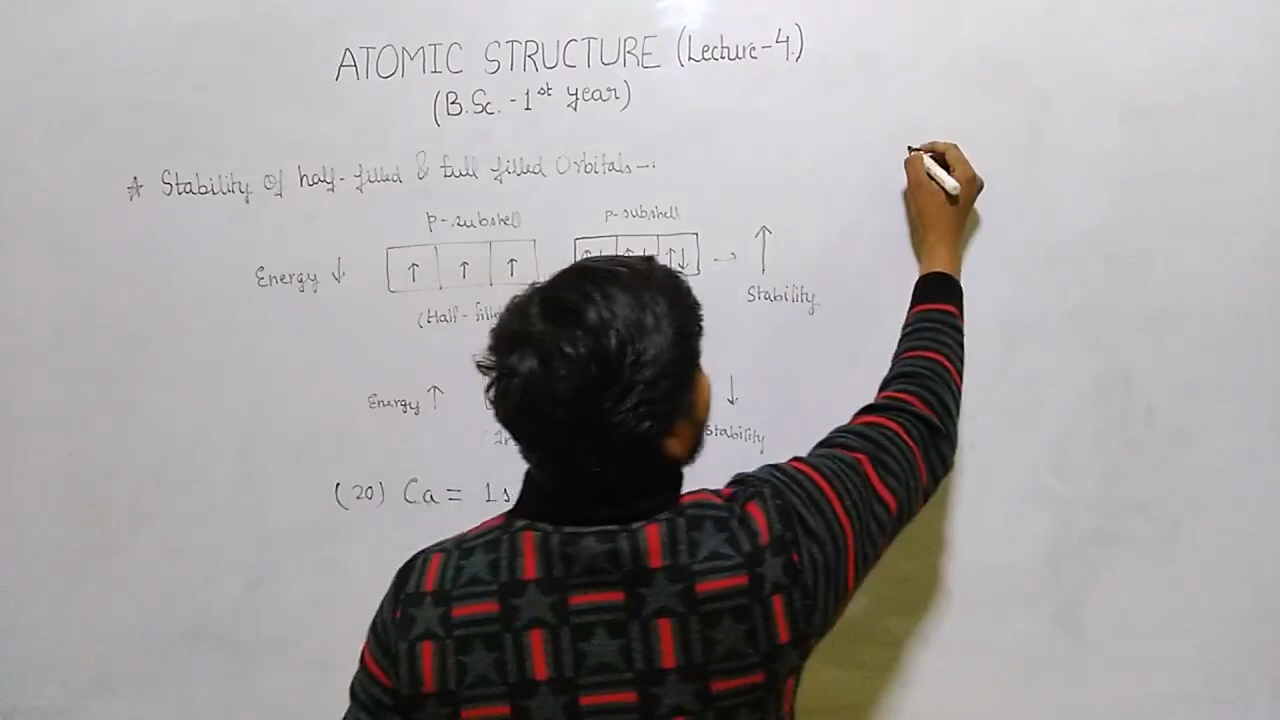 ATOMIC STRUCTURE (Lecture-4.)
(B.Sc. - 1st year)
* Stability of half-filled & full filled Orbitals-:
p-subshell p-subshell
Energy ↓ ↑ ↑ ↑ ↑↓ → ↑
Stability
(Half-
Energy ↑ ↓
Stability
(20) Ca = 1s